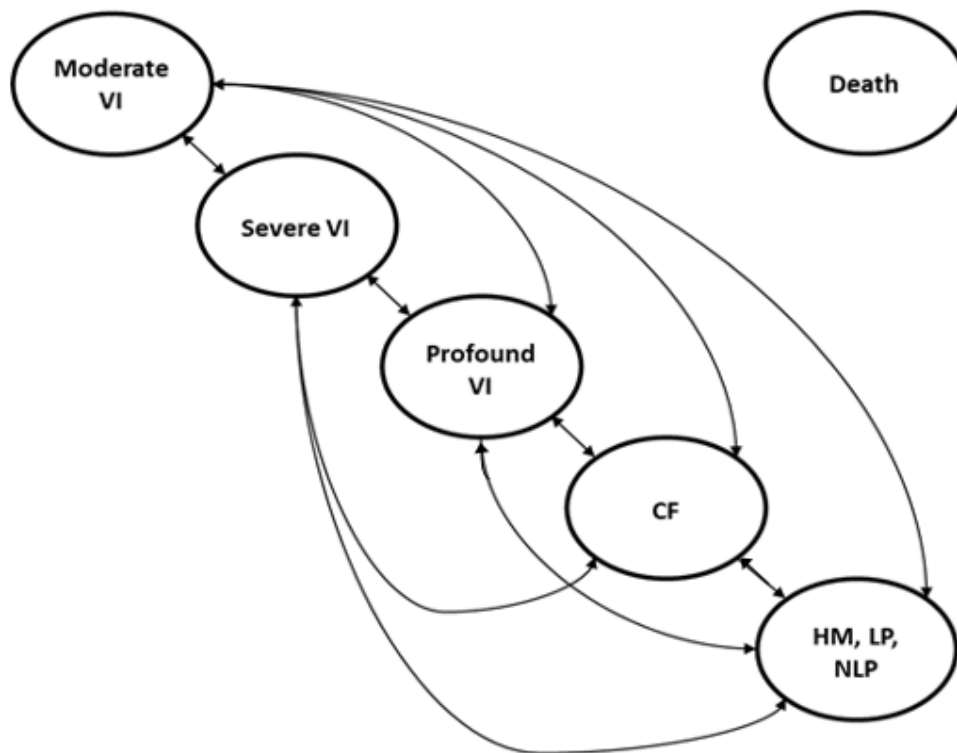 Moderate
VI
Death
Severe VI
Profound
VI
CF
HM, LP,
NLP